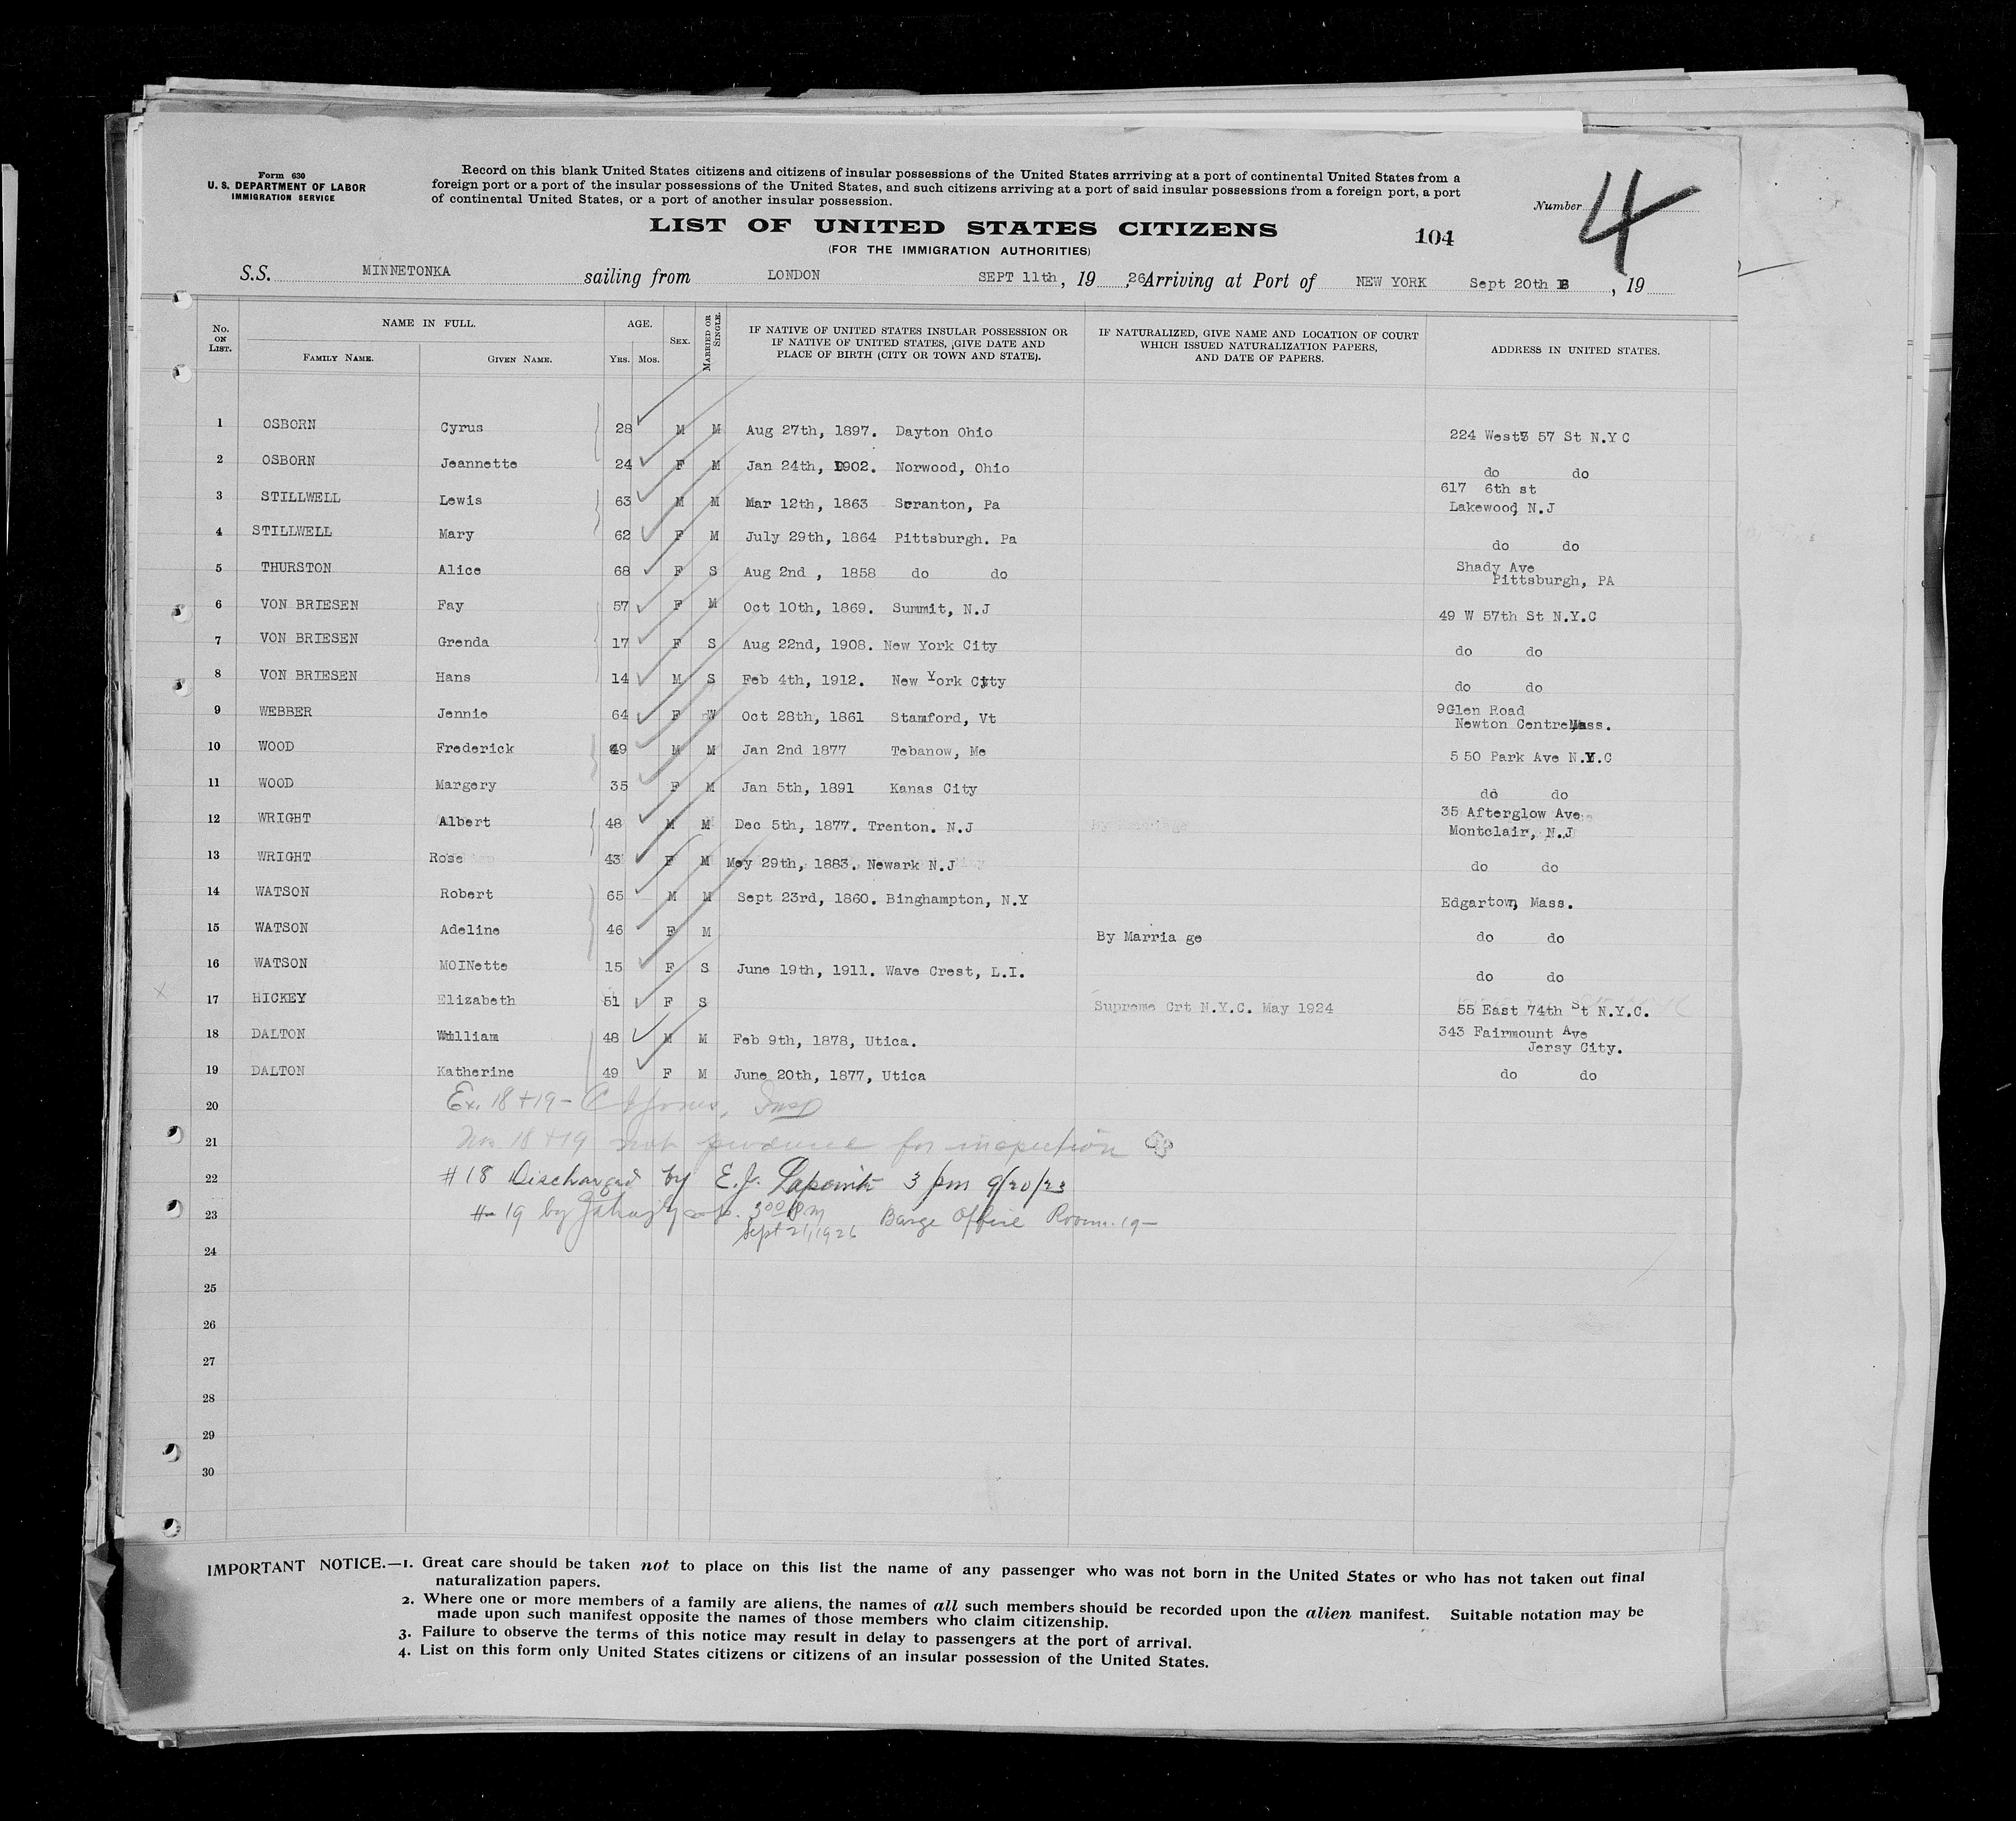 Form 630
U. S. DEPARTMENT OF LABOR
IMMIGRATION SERVICE
Record on this blank United States citizens and citizens of insular possessions of the United States arrriving at a port of continental United States from a
foreign port or a port of the insular possessions of the United States, and such citizens arriving at a port of said insular possessions from a foreign port, a port
of continental United States, or a port of another insular possession.
Number 4
LIST OF UNITED STATES CITIZENS
104
(FOR THE IMMIGRATION AUTHORITIES)
S.S. MINNETONKA sailing from LONDON SEPT 11th, 19 ,26 Arriving at Port of NEW YORK Sept 20th , 19
No. ON LIST. NAME IN FULL. AGE. SEX. MARRIED OR SINGLE. IF NATIVE OF UNITED STATES INSULAR POSSESSION OR IF NATIVE OF UNITED STATES, GIVE DATE AND PLACE OF BIRTH (CITY OR TOWN AND STATE). IF NATURALIZED, GIVE NAME AND LOCATION OF COURT WHICH ISSUED NATURALIZATION PAPERS, AND DATE OF PAPERS. ADDRESS IN UNITED STATES.
FAMILY NAME. GIVEN NAME. YRS. MOS.
1 OSBORN Cyrus 28 M M Aug 27th, 1897. Dayton Ohio 224 West 57 St N.Y C
2 OSBORN Jeannette 24 F M Jan 24th, 1902. Norwood, Ohio do do
3 STILLWELL Lewis 63 M M Mar 12th, 1863 Scranton, Pa 617 6th st
Lakewood, N.J
4 STILLWELL Mary 62 F M July 29th, 1864 Pittsburgh. Pa do do
5 THURSTON Alice 68 F S Aug 2nd , 1858 do do Shady Ave
Pittsburgh, PA
6 VON BRIESEN Fay 57 F M Oct 10th, 1869. Summit, N.J 49 W 57th St N.Y.C
7 VON BRIESEN Grenda 17 F S Aug 22nd, 1908. New York City do do
8 VON BRIESEN Hans 14 M S Feb 4th, 1912. New York City do do
9 WEBBER Jennie 64 F W Oct 28th, 1861 Stamford, Vt 9Glen Road
Newton Centre, Mass.
10 WOOD Frederick 49 M M Jan 2nd 1877 Tebanow, Me 550 Park Ave N.Y.C
11 WOOD Margery 35 F M Jan 5th, 1891 Kanas City do do
12 WRIGHT Albert 48 M M Dec 5th, 1877. Trenton. N.J 35 Afterglow Ave
Montclair, N.J
13 WRIGHT Rose 43 F M May 29th, 1883. Newark N.J do do
14 WATSON Robert 65 M M Sept 23rd, 1860. Binghampton, N.Y Edgartown, Mass.
15 WATSON Adeline 46 F M By Marria ge do do
16 WATSON MOINette 15 F S June 19th, 1911. Wave Crest, L.I. do do
17 HICKEY Elizabeth 51 F S Supreme Crt N.Y.C. May 1924 55 East 74th St N.Y.C.
18 DALTON William 48 M M Feb 9th, 1878, Utica. 343 Fairmount Ave
Jersy City.
19 DALTON Katherine 49 F M June 20th, 1877, Utica do do
20 Ex. 18 + 19 - Jones, Insp
21 Nos 18 + 19 not produced for inspection
22 #18 Discharged by E.J. 3 pm 9/20/23
23 # 19 by 3 00 PM Barge Office Room 19 -
Sept 21, 1926
24
25
26
27
28
29
30
IMPORTANT NOTICE.—1. Great care should be taken not to place on this list the name of any passenger who was not born in the United States or who has not taken out final
naturalization papers.
2. Where one or more members of a family are aliens, the names of all such members should be recorded upon the alien manifest. Suitable notation may be
made upon such manifest opposite the names of those members who claim citizenship.
3. Failure to observe the terms of this notice may result in delay to passengers at the port of arrival.
4. List on this form only United States citizens or citizens of an insular possession of the United States.